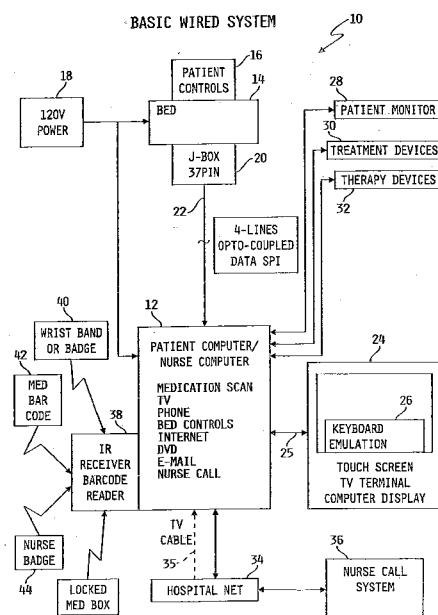 BASIC WIRED SYSTEM
10
16
PATIENT
CONTROLS
18
14
28
120V
POWER
BED
PATIENT MONITOR
30
J-BOX
37PIN
20
TREATMENT DEVICES
32
THERAPY DEVICES
22
4-LINES
OPTO-COUPLED
DATA SPI
40
12
WRIST BAND
OR BADGE
PATIENT COMPUTER/
NURSE COMPUTER
24
42
MED
BAR
CODE
38
MEDICATION SCAN
TV
PHONE
BED CONTROLS
INTERNET
DVD
E-MAIL
NURSE CALL
26
KEYBOARD
EMULATION
IR
RECEIVER
BARCODE
READER
25
TOUCH SCREEN
TV TERMINAL
COMPUTER DISPLAY
NURSE
BADGE
44
LOCKED
MED BOX
TV
CABLE
35
34
HOSPITAL NET
36
NURSE CALL
SYSTEM